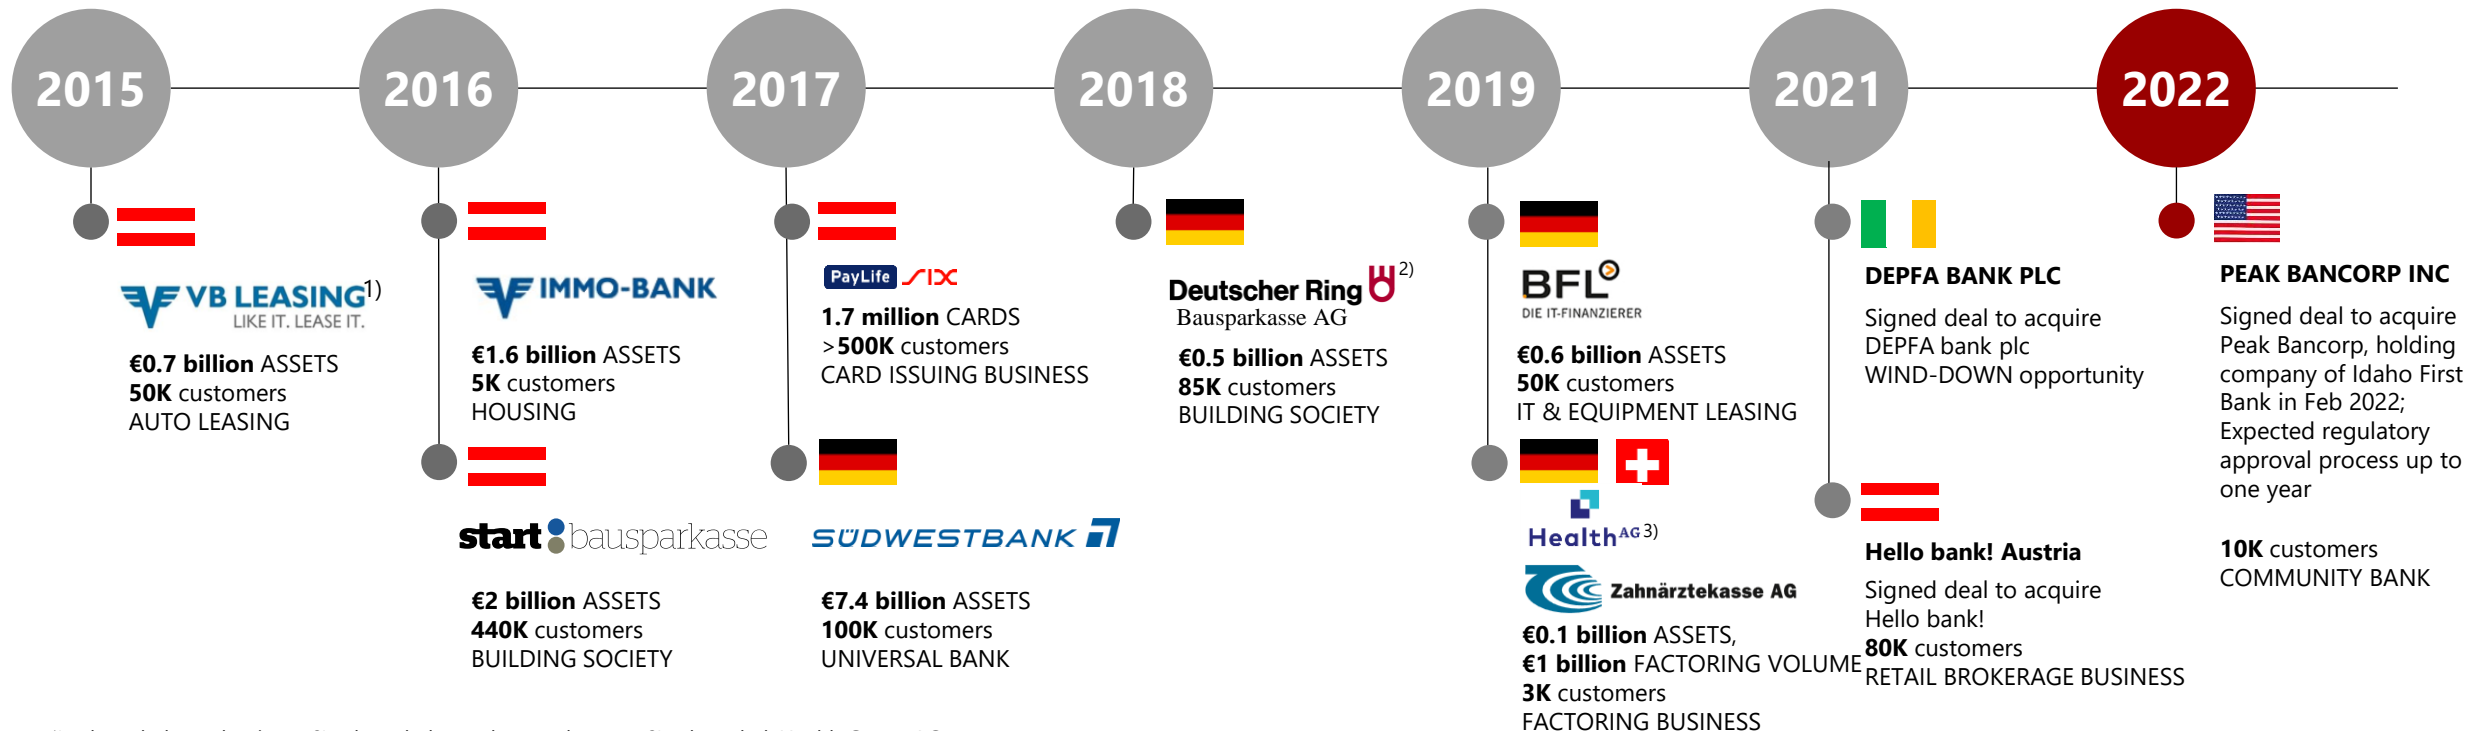 2015
2016
2017
2018
2019
2021
2022
VB LEASING 1)
LIKE IT. LEASE IT.
€0.7 billion ASSETS
50K customers
AUTO LEASING
IMMO-BANK
€1.6 billion ASSETS
5K customers
HOUSING
start bausparkasse
€2 billion ASSETS
440K customers
BUILDING SOCIETY
PayLife SIX
1.7 million CARDS
>500K customers
CARD ISSUING BUSINESS
SÜDWESTBANK
€7.4 billion ASSETS
100K customers
UNIVERSAL BANK
Deutscher Ring 2)
Bausparkasse AG
€0.5 billion ASSETS
85K customers
BUILDING SOCIETY
BFL
DIE IT-FINANZIERER
€0.6 billion ASSETS
50K customers
IT & EQUIPMENT LEASING
Health AG 3)
Zahnärztekasse AG
€0.1 billion ASSETS,
€1 billion FACTORING VOLUME
3K customers
FACTORING BUSINESS
DEPFA BANK PLC
Signed deal to acquire
DEPFA bank plc
WIND-DOWN opportunity
Hello bank! Austria
Signed deal to acquire
Hello bank!
80K customers
RETAIL BROKERAGE BUSINESS
PEAK BANCORP INC
Signed deal to acquire
Peak Bancorp, holding
company of Idaho First
Bank in Feb 2022;
Expected regulatory
approval process up to
one year
10K customers
COMMUNITY BANK